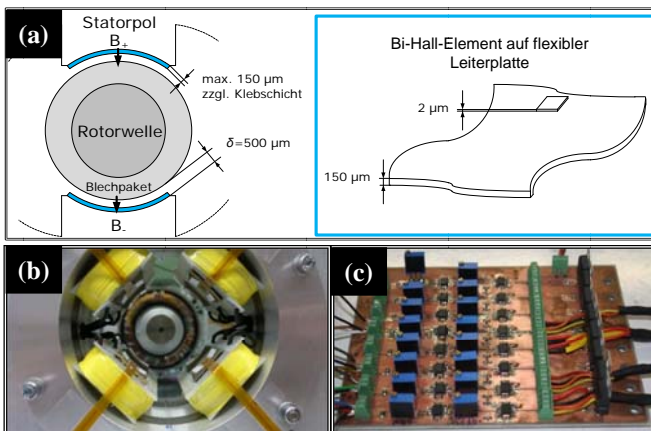 (a)
Statorpol
B+
max. 150 µm
zzgl. Klebschicht
Rotorwelle
δ=500 µm
Blechpaket
B-
Bi-Hall-Element auf flexibler
Leiterplatte
2 µm
150 µm
(b)
(c)